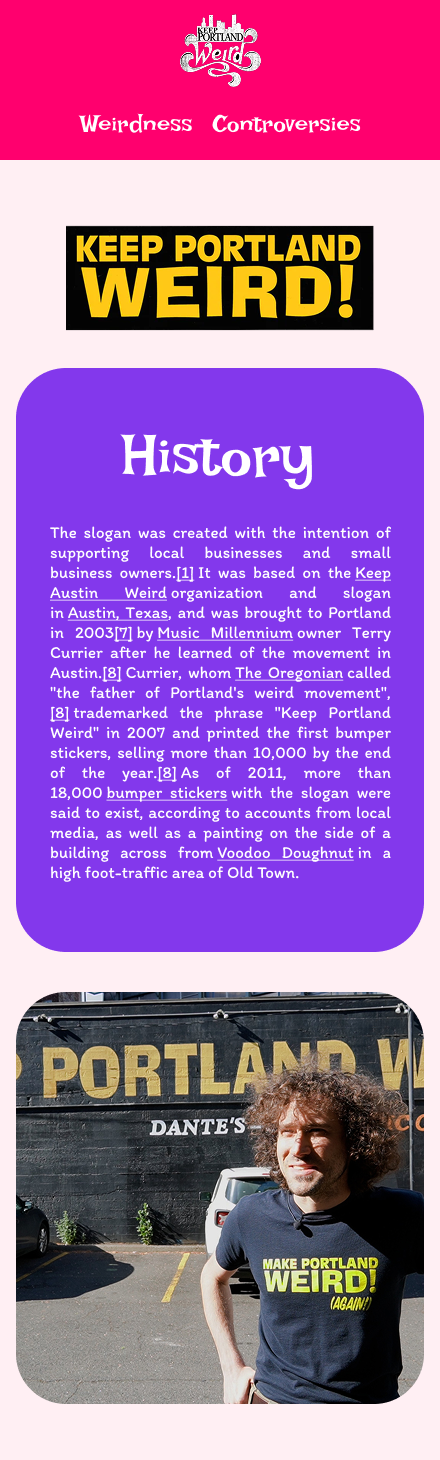 KEEP
PORTLAND
Weird
Weirdness Controversies
KEEP PORTLAND
WEIRD!
History
The slogan was created with the intention of
supporting local businesses and small
business owners.[1] It was based on the Keep
Austin Weird organization and slogan
in Austin, Texas, and was brought to Portland
in 2003[7] by Music Millennium owner Terry
Currier after he learned of the movement in
Austin.[8] Currier, whom The Oregonian called
"the father of Portland's weird movement",
[8] trademarked the phrase "Keep Portland
Weird" in 2007 and printed the first bumper
stickers, selling more than 10,000 by the end
of the year.[8] As of 2011, more than
18,000 bumper stickers with the slogan were
said to exist, according to accounts from local
media, as well as a painting on the side of a
building across from Voodoo Doughnut in a
high foot-traffic area of Old Town.
P PORTLAND W
DANTE'S
MAKE PORTLAND
WEIRD!
(AGAIN!)